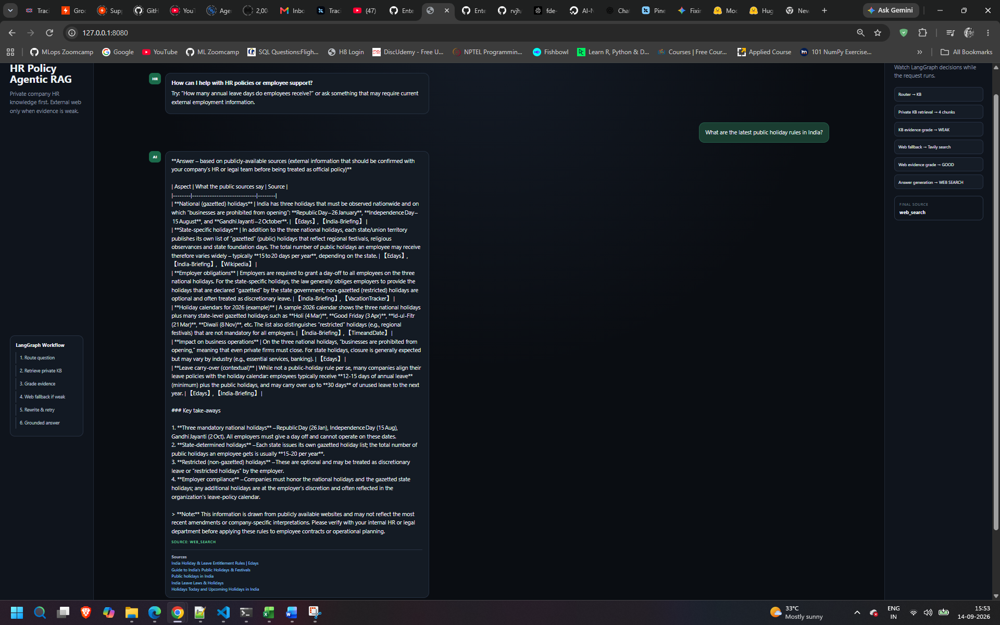 Traci
Groc
Supp
GitH
YouT
Age
2,00
Inbo
Traci
(47)
Ente
Ente
rvjh/
fde-
AI-N
Cha
Pine
Fixin
Moc
Hug
New
Ask Gemini
127.0.0.1:8080
MLops Zoomcamp
Google
YouTube
ML Zoomcamp
SQL Questions:Fligh...
H8 Login
DiscUdemy - Free U...
NPTEL Programmin...
Fishbowl
Learn R, Python & D...
Courses | Free Cour...
Applied Course
101 NumPy Exercise...
All Bookmarks
HR Policy
Agentic RAG
Private company HR
knowledge first. External web
only when evidence is weak.
LangGraph Workflow
1. Route question
2. Retrieve private KB
3. Grade evidence
4. Web fallback if weak
5. Rewrite & retry
6. Grounded answer
HR
How can I help with HR policies or employee support?
Try: “How many annual leave days do employees receive?” or ask something that may require current
external employment information.
What are the latest public holiday rules in India?
AI
**Answer – based on publicly-available sources (external information that should be confirmed with
your company’s HR or legal team before being treated as official policy)**
| Aspect | What the public sources say | Source |
|--------|-----------------------------|--------|
| **National (gazetted) holidays** | India has three holidays that must be observed nationwide and on
which “businesses are prohibited from opening”: **Republic Day – 26 January**, **Independence Day –
15 August**, and **Gandhi Jayanti – 2 October**. | 【Edays】, 【India-Briefing】 |
| **State-specific holidays** | In addition to the three national holidays, each state/union territory
publishes its own list of “gazetted” (public) holidays that reflect regional festivals, religious
observances and state foundation days. The total number of public holidays an employee may receive
therefore varies widely – typically **15 to 20 days per year**, depending on the state. | 【Edays】,
【India-Briefing】, 【Wikipedia】 |
| **Employer obligations** | Employers are required to grant a day-off to all employees on the three
national holidays. For the state-specific holidays, the law generally obliges employers to provide the
holidays that are declared “gazetted” by the state government; non-gazetted (restricted) holidays are
optional and often treated as discretionary leave. | 【India-Briefing】, 【VacationTracker】 |
| **Holiday calendars for 2026 (example)** | A sample 2026 calendar shows the three national holidays
plus many state-level gazetted holidays such as **Holi (4 Mar)**, **Good Friday (3 Apr)**, **Id-ul-Fitr
(21 Mar)**, **Diwali (8 Nov)**, etc. The list also distinguishes “restricted” holidays (e.g., regional
festivals) that are not mandatory for all employers. | 【India-Briefing】, 【TimeandDate】 |
| **Impact on business operations** | On the three national holidays, “businesses are prohibited from
opening,” meaning that even private firms must close. For state holidays, closure is generally expected
but may vary by industry (e.g., essential services, banking). | 【Edays】 |
| **Leave carry-over (contextual)** | While not a public-holiday rule per se, many companies align their
leave policies with the holiday calendar: employees typically receive **12-15 days of annual leave**
(minimum) plus the public holidays, and may carry over up to **30 days** of unused leave to the next
year. | 【Edays】, 【India-Briefing】 |
### Key take-aways
1. **Three mandatory national holidays** – Republic Day (26 Jan), Independence Day (15 Aug),
Gandhi Jayanti (2 Oct). All employers must give a day off and cannot operate on these dates.
2. **State-determined holidays** – Each state issues its own gazetted holiday list; the total number of
public holidays an employee gets is usually **15-20 per year**.
3. **Restricted (non-gazetted) holidays** – These are optional and may be treated as discretionary
leave or “restricted holidays” by the employer.
4. **Employer compliance** – Companies must honor the national holidays and the gazetted state
holidays; any additional holidays are at the employer’s discretion and often reflected in the
organization’s leave-policy calendar.
> **Note:** This information is drawn from publicly available websites and may not reflect the most
recent amendments or company-specific interpretations. Please verify with your internal HR or legal
department before applying these rules to employee contracts or operational planning.
SOURCE: WEB_SEARCH
Sources
India Holiday & Leave Entitlement Rules | Edays
Guide to India's Public Holidays & Festivals
Public holidays in India
India Leave Laws & Holidays
Holidays Today and Upcoming Holidays in India
Watch LangGraph decisions while
the request runs.
Router → KB
Private KB retrieval → 4 chunks
KB evidence grade → WEAK
Web fallback → Tavily search
Web evidence grade → GOOD
Answer generation → WEB SEARCH
FINAL SOURCE
web_search
33°C
Mostly sunny
ENG
IN
15:53
14-09-2026